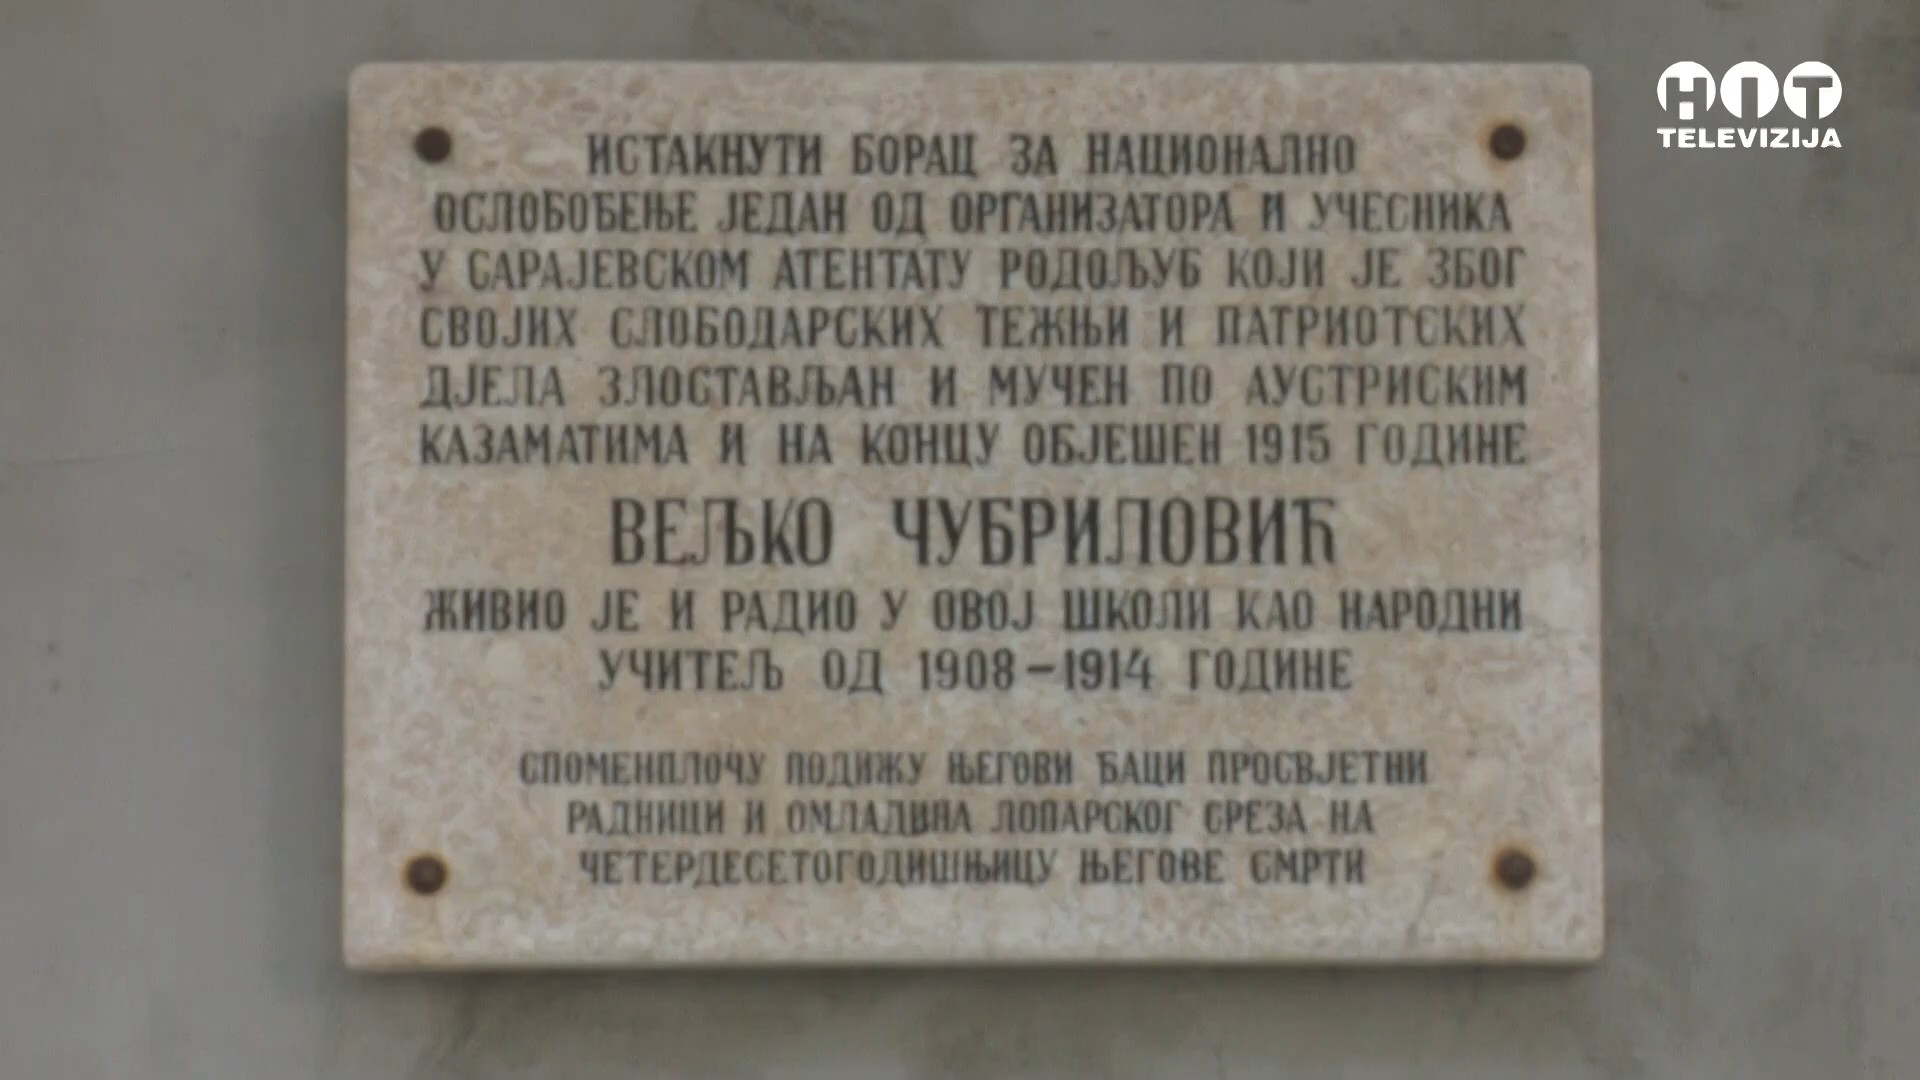 HIT
TELEVIZIJA
ИСТАКНУТИ БОРАЦ ЗА НАЦИОНАЛНО
ОСЛОБОЂЕЊЕ ЈЕДАН ОД ОРГАНИЗАТОРА И УЧЕСНИКА
У САРАЈЕВСКОМ АТЕНТАТУ РОДОЉУБ КОЈИ ЈЕ ЗБОГ
СВОЈИХ СЛОБОДАРСКИХ ТЕЖЊИ И ПАТРИОТСКИХ
ДЈЕЛА ЗЛОСТАВЉАН И МУЧЕН ПО АУСТРИСКИМ
КАЗАМАТИМА И НА КОНЦУ ОБЈЕШЕН 1915 ГОДИНЕ
ВЕЉКО ЧУБРИЛОВИЋ
ЖИВИО ЈЕ И РАДИО У ОВОЈ ШКОЛИ КАО НАРОДНИ
УЧИТЕЉ ОД 1908–1914 ГОДИНЕ
СПОМЕНПЛОЧУ ПОДИЖУ ЊЕГОВИ ЂАЦИ ПРОСВЈЕТНИ
РАДНИЦИ И ОМЛАДИНА ЛОПАРСКОГ СРЕЗА НА
ЧЕТЕРДЕСЕТОГОДИШЊИЦУ ЊЕГОВЕ СМРТИ